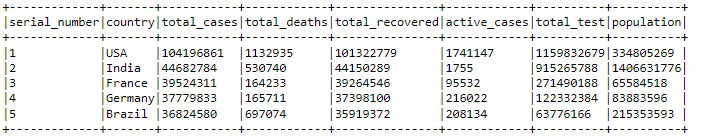 +-------------+-------+-----------+------------+---------------+------------+----------+----------+
|serial_number|country|total_cases|total_deaths|total_recovered|active_cases|total_test|population|
+-------------+-------+-----------+------------+---------------+------------+----------+----------+
|1            |USA    |104196861  |1132935     |101322779      |1741147     |1159832679|334805269 |
|2            |India  |44682784   |530740      |44150289       |1755        |915265788 |1406631776|
|3            |France |39524311   |164233      |39264546       |95532       |271490188 |65584518  |
|4            |Germany|37779833   |165711      |37398100       |216022      |122332384 |83883596  |
|5            |Brazil |36824580   |697074      |35919372       |208134      |63776166  |215353593 |
+-------------+-------+-----------+------------+---------------+------------+----------+----------+